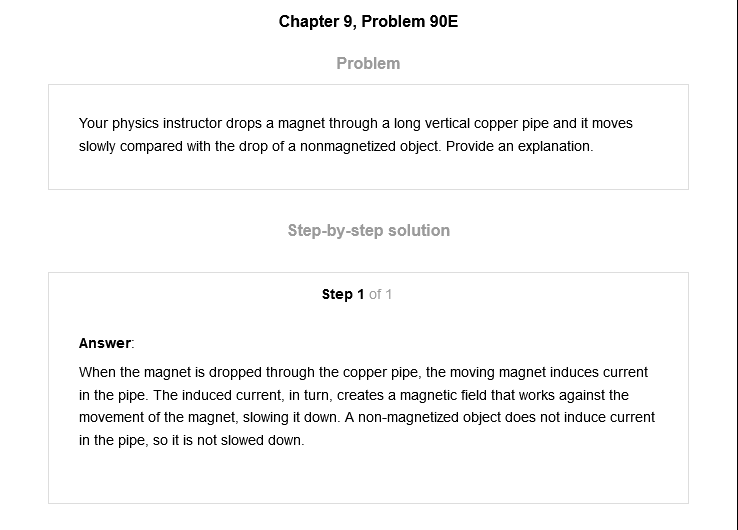 Chapter 9, Problem 90E
Problem
Your physics instructor drops a magnet through a long vertical copper pipe and it moves
slowly compared with the drop of a nonmagnetized object. Provide an explanation.
Step-by-step solution
Step 1 of 1
Answer:
When the magnet is dropped through the copper pipe, the moving magnet induces current
in the pipe. The induced current, in turn, creates a magnetic field that works against the
movement of the magnet, slowing it down. A non-magnetized object does not induce current
in the pipe, so it is not slowed down.